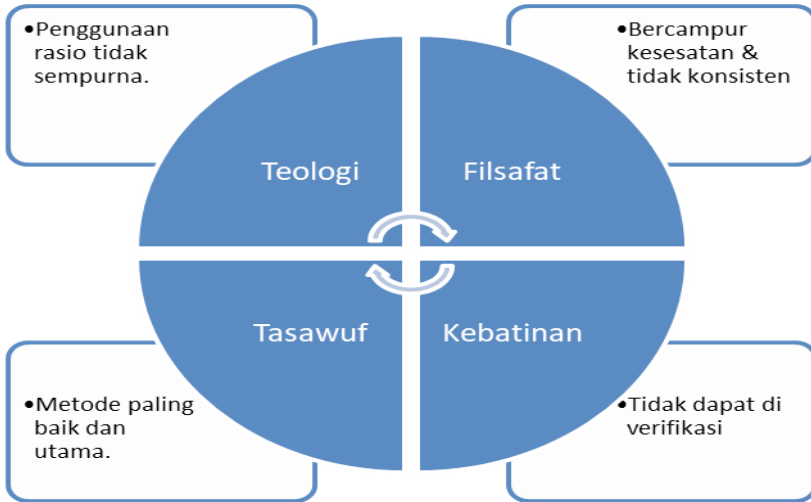 •Penggunaan
rasio tidak
sempurna.
•Bercampur
kesesatan &
tidak konsisten
Teologi
Filsafat
Tasawuf
Kebatinan
•Metode paling
baik dan
utama.
•Tidak dapat di
verifikasi